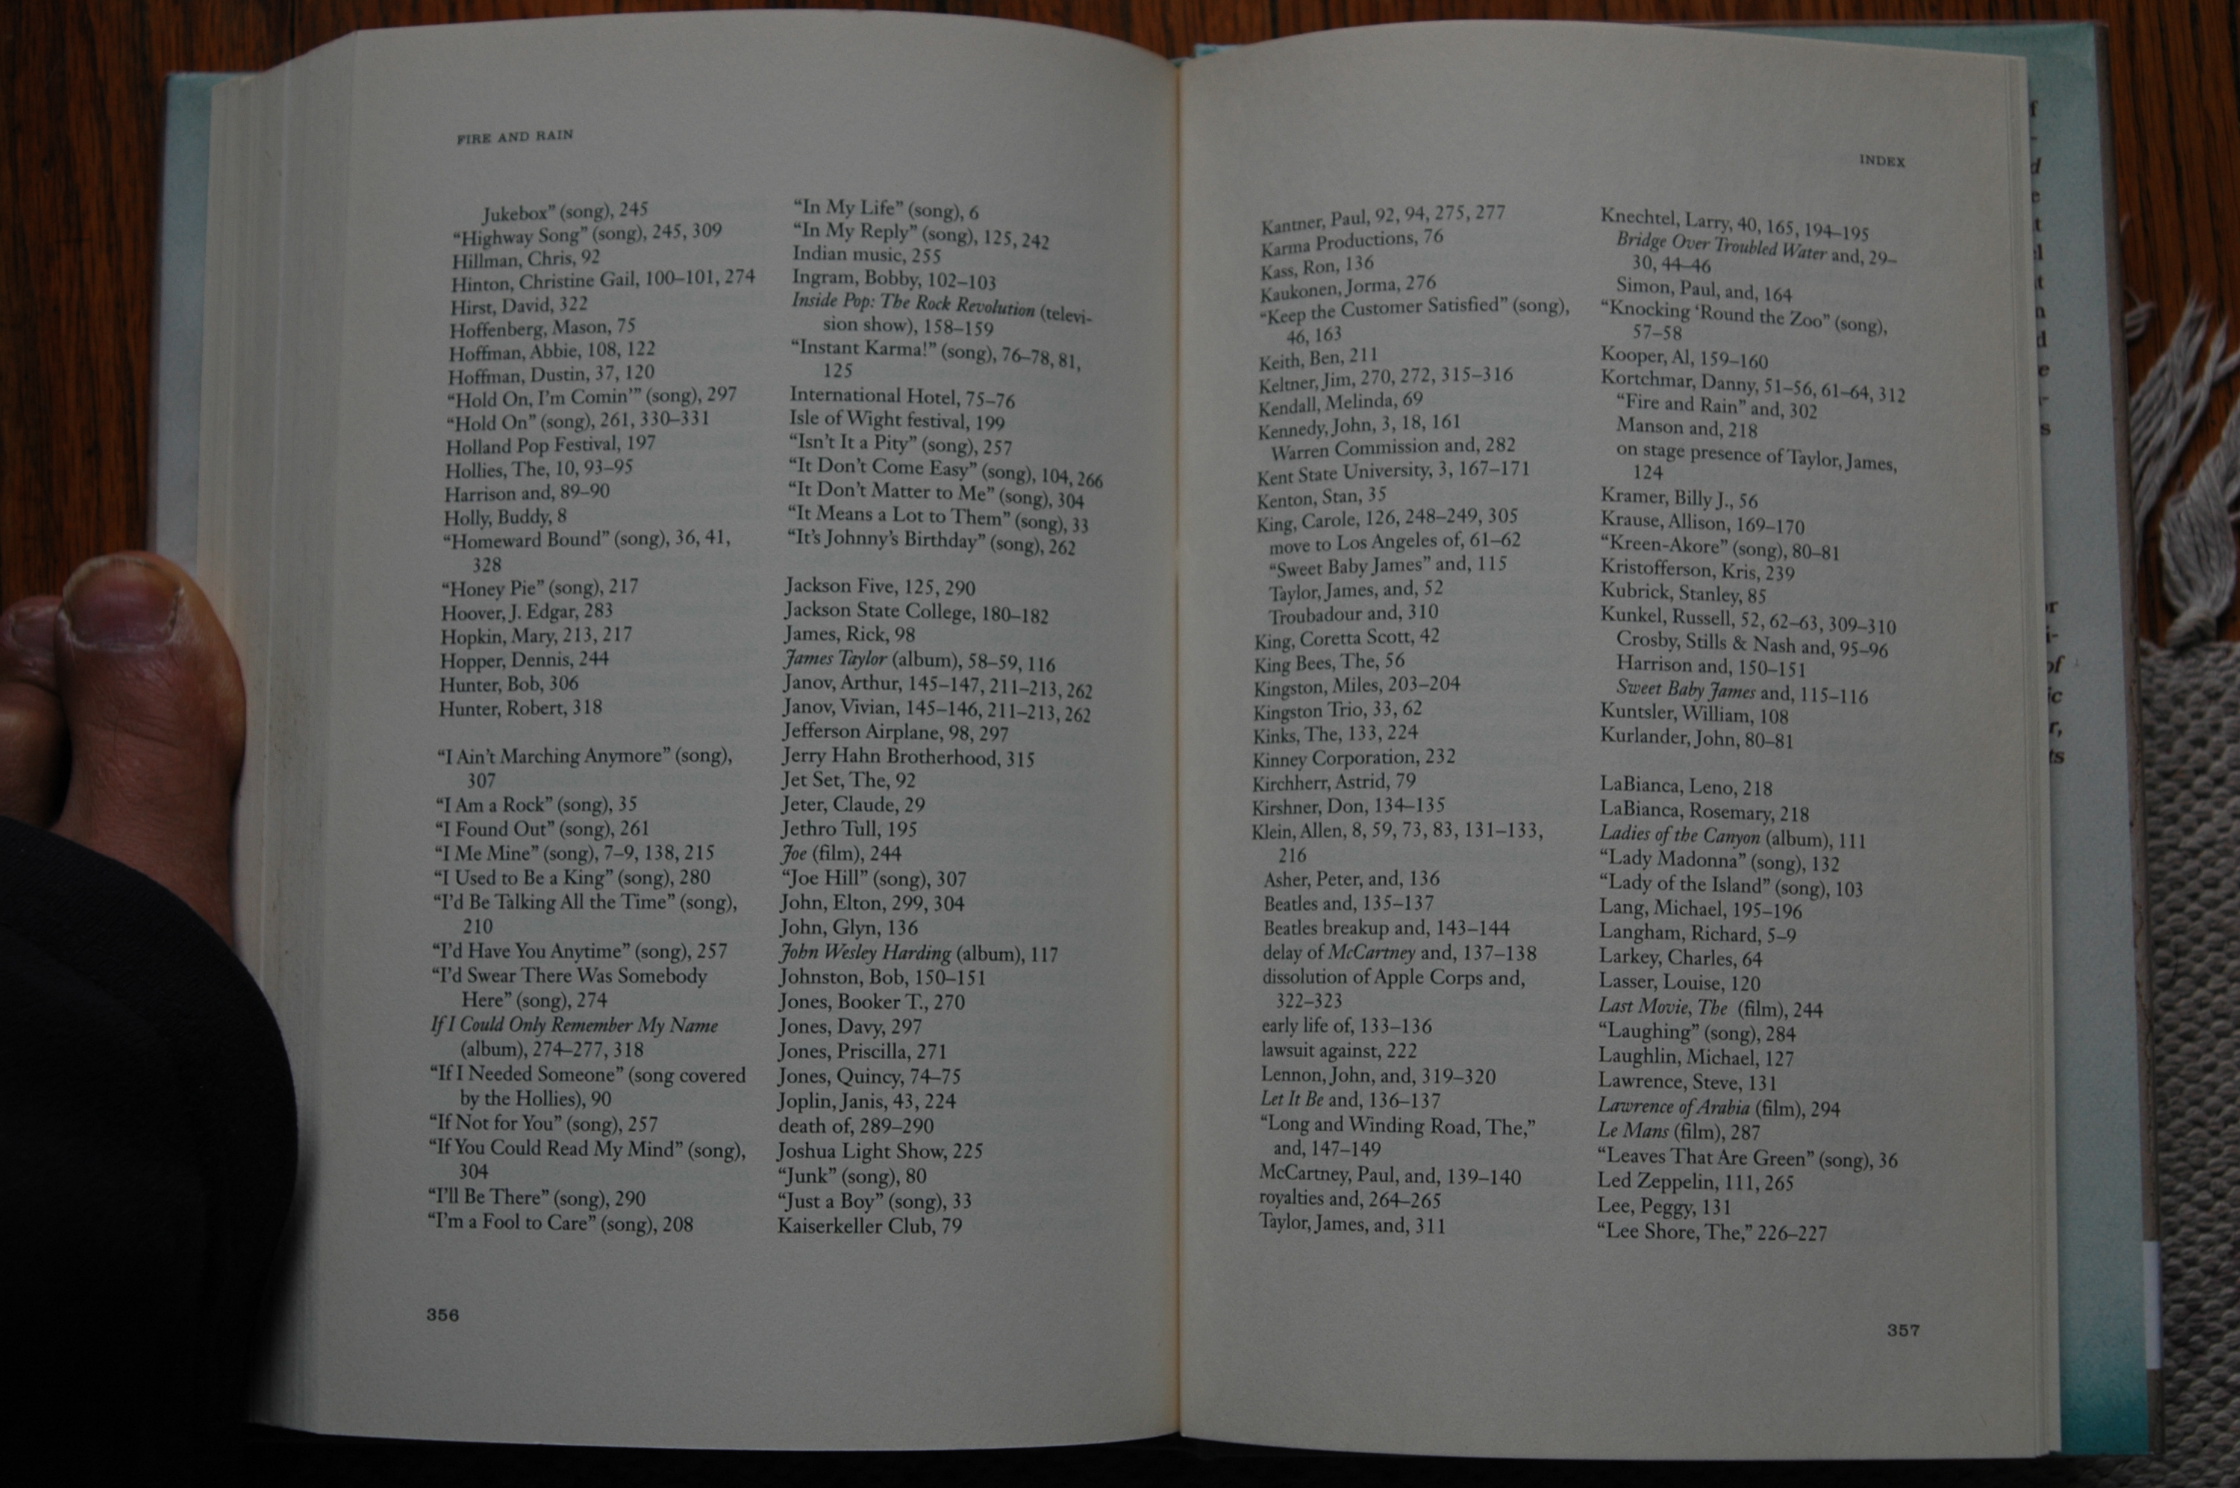 FIRE AND RAIN
Jukebox” (song), 245
“Highway Song” (song), 245, 309
Hillman, Chris, 92
Hinton, Christine Gail, 100–101, 274
Hirst, David, 322
Hoffenberg, Mason, 75
Hoffman, Abbie, 108, 122
Hoffman, Dustin, 37, 120
“Hold On, I’m Comin’” (song), 297
“Hold On” (song), 261, 330–331
Holland Pop Festival, 197
Hollies, The, 10, 93–95
Harrison and, 89–90
Holly, Buddy, 8
“Homeward Bound” (song), 36, 41,
328
“Honey Pie” (song), 217
Hoover, J. Edgar, 283
Hopkin, Mary, 213, 217
Hopper, Dennis, 244
Hunter, Bob, 306
Hunter, Robert, 318
“I Ain’t Marching Anymore” (song),
307
“I Am a Rock” (song), 35
“I Found Out” (song), 261
“I Me Mine” (song), 7–9, 138, 215
“I Used to Be a King” (song), 280
“I’d Be Talking All the Time” (song),
210
“I’d Have You Anytime” (song), 257
“I’d Swear There Was Somebody
Here” (song), 274
If I Could Only Remember My Name
(album), 274–277, 318
“If I Needed Someone” (song covered
by the Hollies), 90
“If Not for You” (song), 257
“If You Could Read My Mind” (song),
304
“I’ll Be There” (song), 290
“I’m a Fool to Care” (song), 208
“In My Life” (song), 6
“In My Reply” (song), 125, 242
Indian music, 255
Ingram, Bobby, 102–103
Inside Pop: The Rock Revolution (televi-
sion show), 158–159
“Instant Karma!” (song), 76–78, 81,
125
International Hotel, 75–76
Isle of Wight festival, 199
“Isn’t It a Pity” (song), 257
“It Don’t Come Easy” (song), 104, 266
“It Don’t Matter to Me” (song), 304
“It Means a Lot to Them” (song), 33
“It’s Johnny’s Birthday” (song), 262
Jackson Five, 125, 290
Jackson State College, 180–182
James, Rick, 98
James Taylor (album), 58–59, 116
Janov, Arthur, 145–147, 211–213, 262
Janov, Vivian, 145–146, 211–213, 262
Jefferson Airplane, 98, 297
Jerry Hahn Brotherhood, 315
Jet Set, The, 92
Jeter, Claude, 29
Jethro Tull, 195
Joe (film), 244
“Joe Hill” (song), 307
John, Elton, 299, 304
John, Glyn, 136
John Wesley Harding (album), 117
Johnston, Bob, 150–151
Jones, Booker T., 270
Jones, Davy, 297
Jones, Priscilla, 271
Jones, Quincy, 74–75
Joplin, Janis, 43, 224
death of, 289–290
Joshua Light Show, 225
“Junk” (song), 80
“Just a Boy” (song), 33
Kaiserkeller Club, 79
356
INDEX
Kantner, Paul, 92, 94, 275, 277
Karma Productions, 76
Kass, Ron, 136
Kaukonen, Jorma, 276
“Keep the Customer Satisfied” (song),
46, 163
Keith, Ben, 211
Keltner, Jim, 270, 272, 315–316
Kendall, Melinda, 69
Kennedy, John, 3, 18, 161
Warren Commission and, 282
Kent State University, 3, 167–171
Kenton, Stan, 35
King, Carole, 126, 248–249, 305
move to Los Angeles of, 61–62
“Sweet Baby James” and, 115
Taylor, James, and, 52
Troubadour and, 310
King, Coretta Scott, 42
King Bees, The, 56
Kingston, Miles, 203–204
Kingston Trio, 33, 62
Kinks, The, 133, 224
Kinney Corporation, 232
Kirchherr, Astrid, 79
Kirshner, Don, 134–135
Klein, Allen, 8, 59, 73, 83, 131–133,
216
Asher, Peter, and, 136
Beatles and, 135–137
Beatles breakup and, 143–144
delay of McCartney and, 137–138
dissolution of Apple Corps and,
322–323
early life of, 133–136
lawsuit against, 222
Lennon, John, and, 319–320
Let It Be and, 136–137
“Long and Winding Road, The,”
and, 147–149
McCartney, Paul, and, 139–140
royalties and, 264–265
Taylor, James, and, 311
Knechtel, Larry, 40, 165, 194–195
Bridge Over Troubled Water and, 29–
30, 44–46
Simon, Paul, and, 164
“Knocking ’Round the Zoo” (song),
57–58
Kooper, Al, 159–160
Kortchmar, Danny, 51–56, 61–64, 312
“Fire and Rain” and, 302
Manson and, 218
on stage presence of Taylor, James,
124
Kramer, Billy J., 56
Krause, Allison, 169–170
“Kreen-Akore” (song), 80–81
Kristofferson, Kris, 239
Kubrick, Stanley, 85
Kunkel, Russell, 52, 62–63, 309–310
Crosby, Stills & Nash and, 95–96
Harrison and, 150–151
Sweet Baby James and, 115–116
Kuntsler, William, 108
Kurlander, John, 80–81
LaBianca, Leno, 218
LaBianca, Rosemary, 218
Ladies of the Canyon (album), 111
“Lady Madonna” (song), 132
“Lady of the Island” (song), 103
Lang, Michael, 195–196
Langham, Richard, 5–9
Larkey, Charles, 64
Lasser, Louise, 120
Last Movie, The (film), 244
“Laughing” (song), 284
Laughlin, Michael, 127
Lawrence, Steve, 131
Lawrence of Arabia (film), 294
Le Mans (film), 287
“Leaves That Are Green” (song), 36
Led Zeppelin, 111, 265
Lee, Peggy, 131
“Lee Shore, The,” 226–227
357